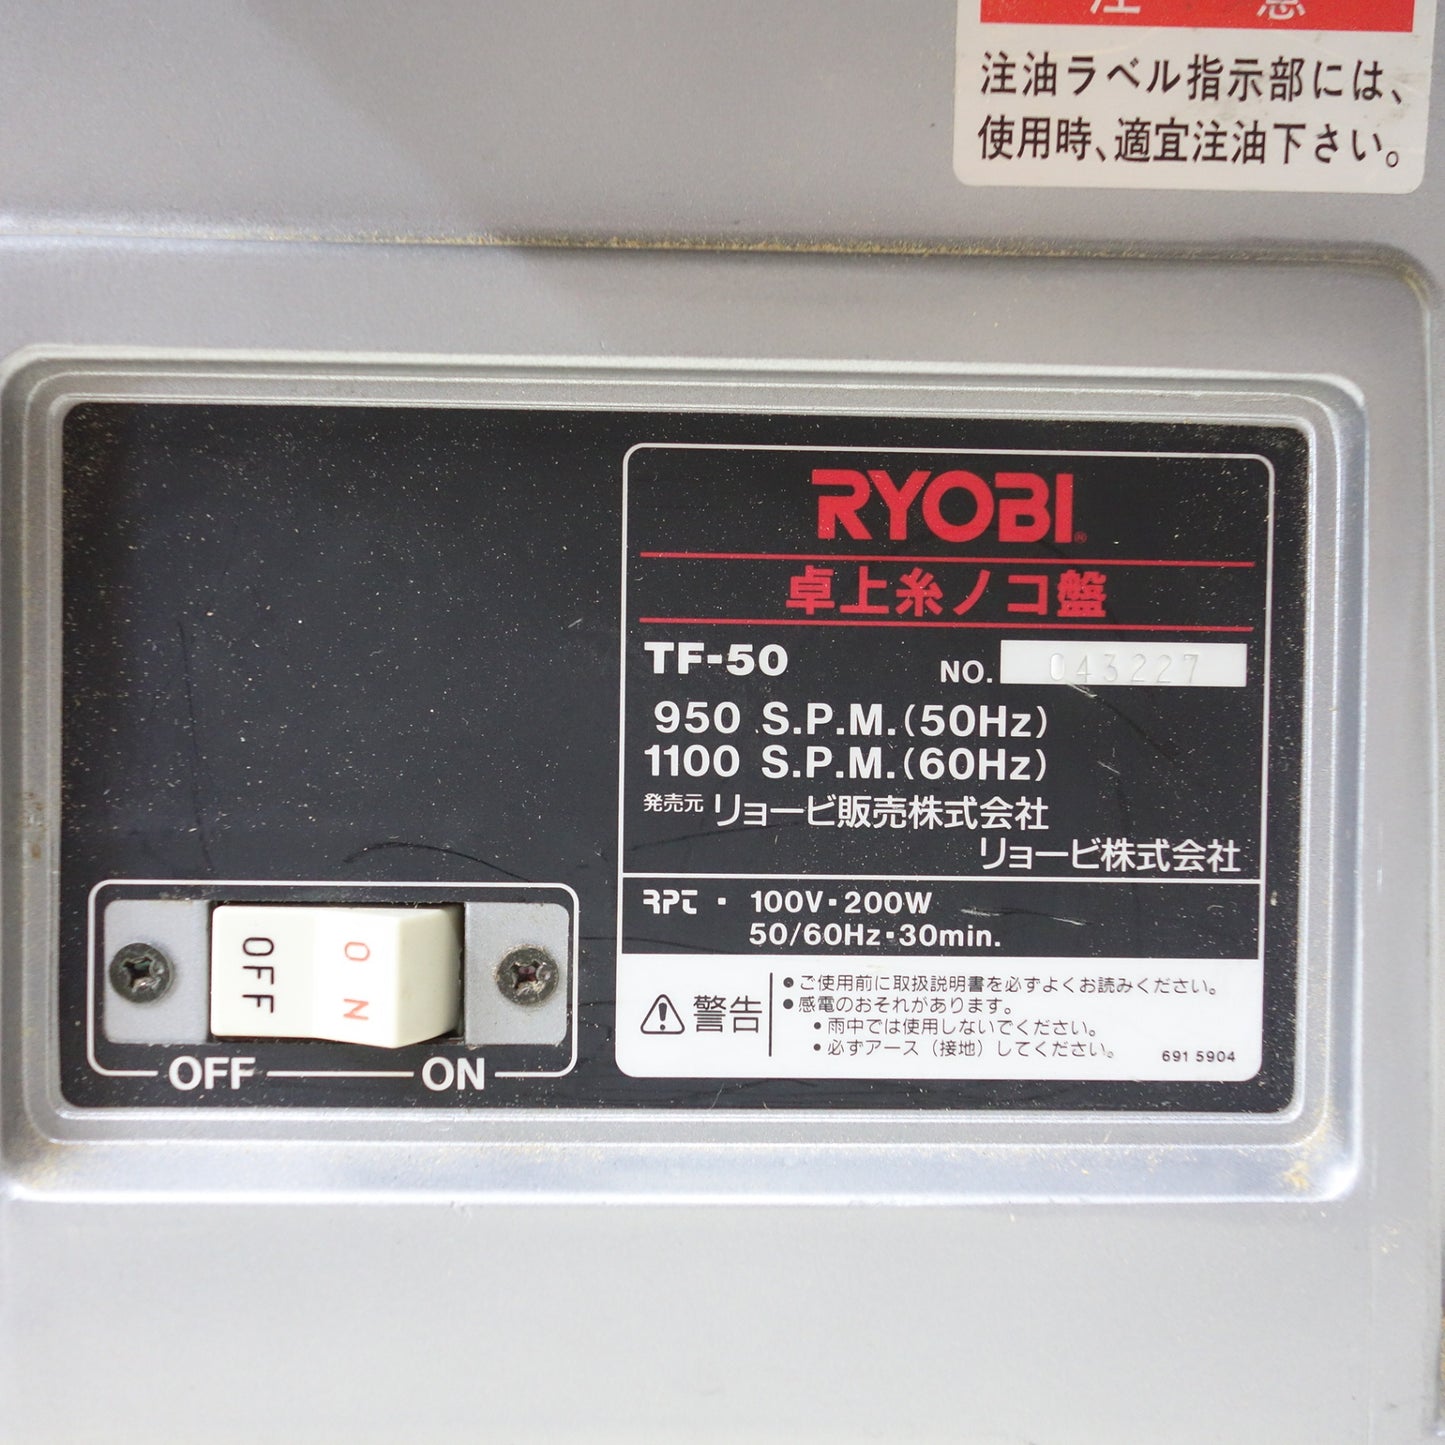 注意
注油ラベル指示部には、
使用時、適宜注油下さい。
RYOBI®
卓上糸ノコ盤
TF-50 NO. 043227
950 S.P.M.(50Hz)
1100 S.P.M.(60Hz)
発売元 リョービ販売株式会社
リョービ株式会社
RPT・100V・200W
50/60Hz・30min.
警告
●ご使用前に取扱説明書を必ずよくお読みください。
●感電のおそれがあります。
●雨中では使用しないでください。
●必ずアース(接地)してください。
691 5904
OFF ON
OFF ON